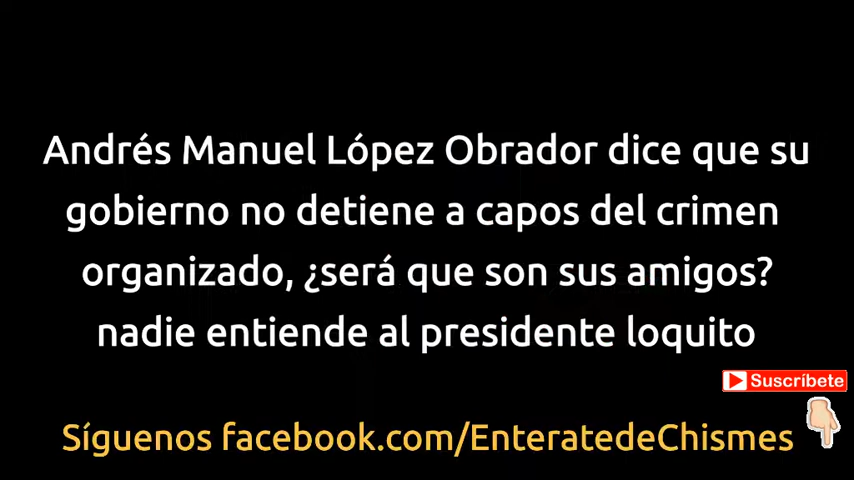 Andrés Manuel López Obrador dice que su
gobierno no detiene a capos del crimen
organizado, ¿será que son sus amigos?
nadie entiende al presidente loquito
Suscríbete
Síguenos facebook.com/EnteratedeChismes